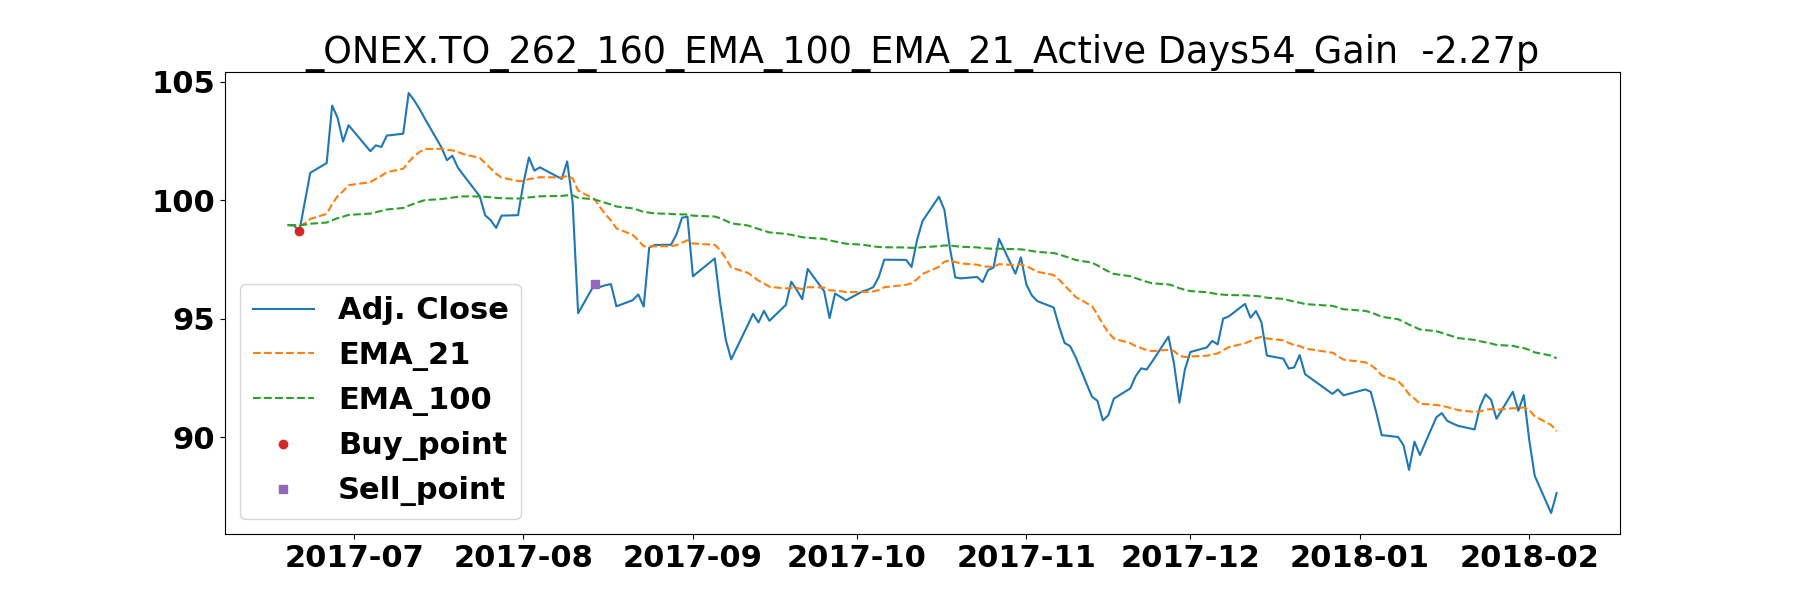 _ONEX.TO_262_160_EMA_100_EMA_21_Active Days54_Gain  -2.27p
105
100
95
90
Adj. Close
EMA_21
EMA_100
Buy_point
Sell_point
2017-07 2017-08 2017-09 2017-10 2017-11 2017-12 2018-01 2018-02